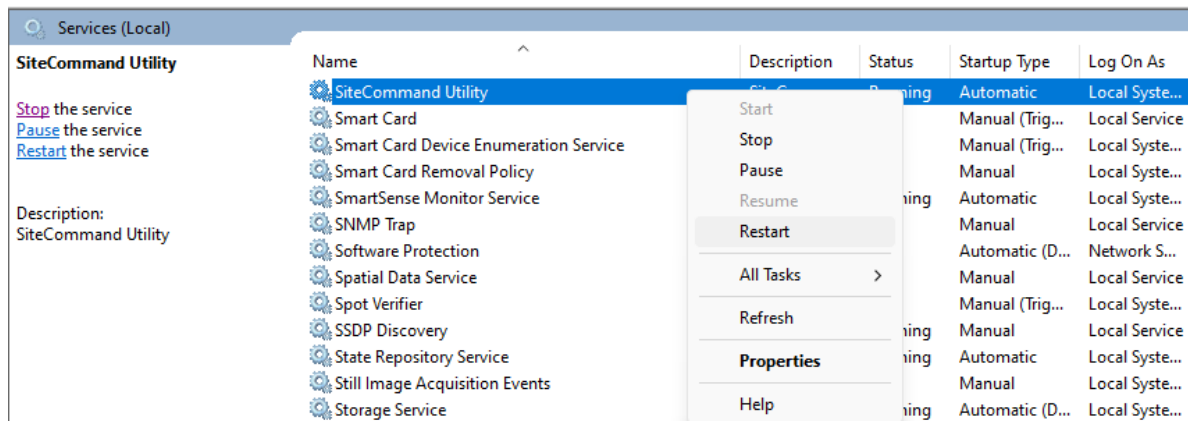 Services (Local)
SiteCommand Utility
Stop the service
Pause the service
Restart the service
Description:
SiteCommand Utility
Name Description Status Startup Type Log On As
SiteCommand Utility Automatic Local Syste...
Smart Card Manual (Trig... Local Service
Smart Card Device Enumeration Service Manual (Trig... Local Syste...
Smart Card Removal Policy Manual Local Syste...
SmartSense Monitor Service Automatic Local Syste...
SNMP Trap Manual Local Service
Software Protection Automatic (D... Network S...
Spatial Data Service Manual Local Service
Spot Verifier Manual (Trig... Local Syste...
SSDP Discovery Manual Local Service
State Repository Service Automatic Local Syste...
Still Image Acquisition Events Manual Local Syste...
Storage Service Automatic (D... Local Syste...
Start
Stop
Pause
Resume
Restart
All Tasks
Refresh
Properties
Help